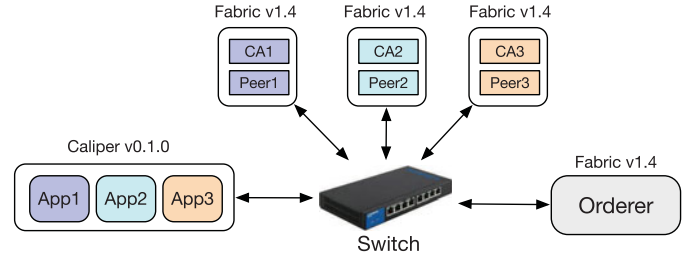 Fabric v1.4
Fabric v1.4
Fabric v1.4
CA1
CA2
CA3
Peer1
Peer2
Peer3
Caliper v0.1.0
App1
App2
App3
Fabric v1.4
Orderer
Switch